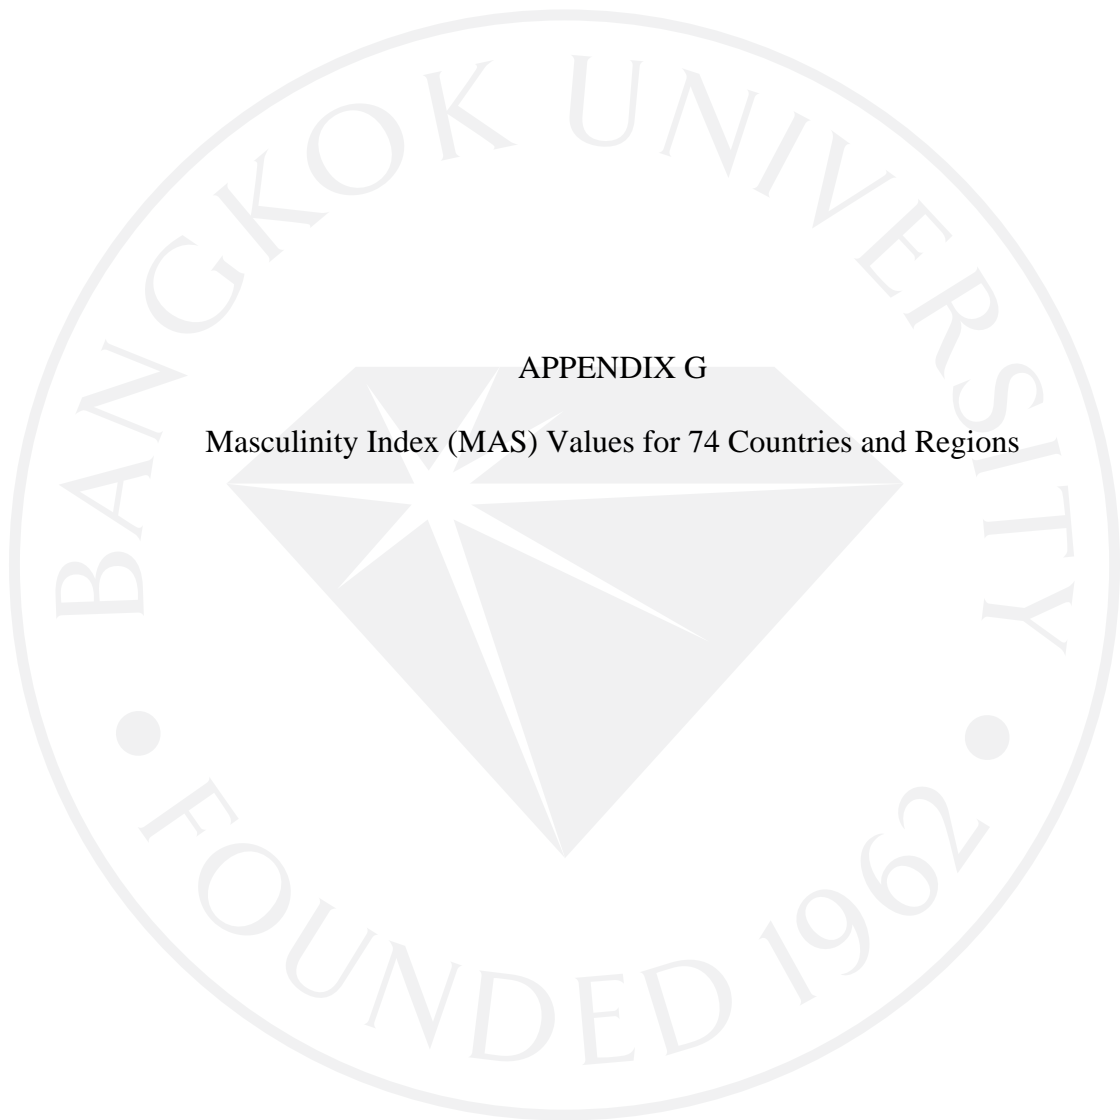 APPENDIX G
Masculinity Index (MAS) Values for 74 Countries and Regions
BANGKOK UNIVERSITY
• FOUNDED 1962 •